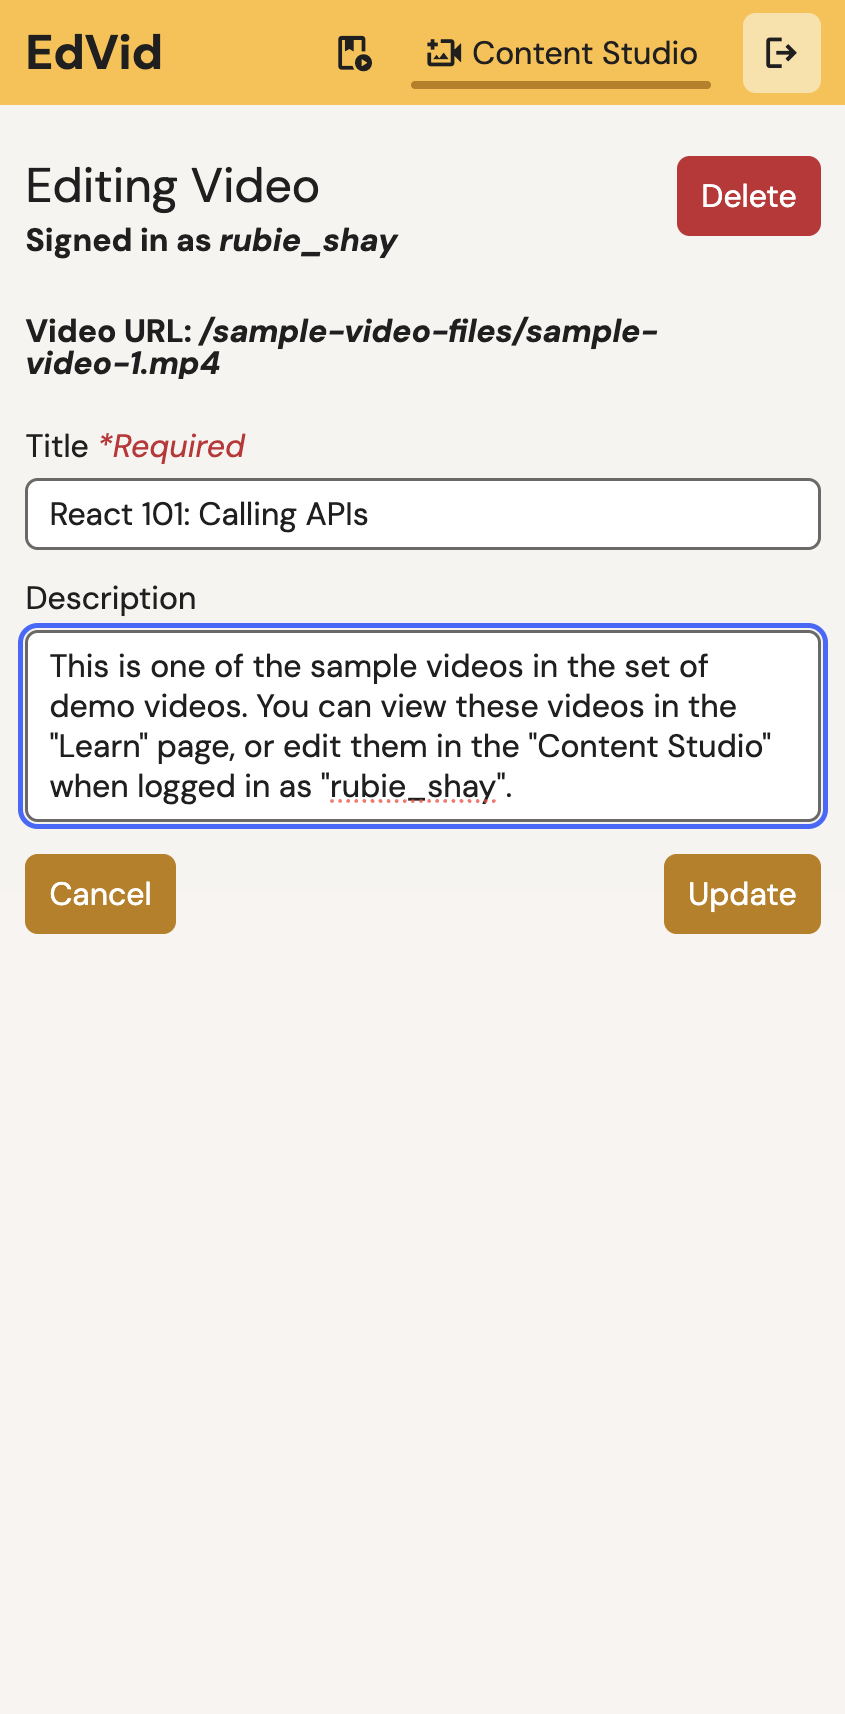 EdVid
Content Studio
Editing Video
Delete
Signed in as rubie_shay
Video URL: /sample-video-files/sample-
video-1.mp4
Title *Required
React 101: Calling APIs
Description
This is one of the sample videos in the set of
demo videos. You can view these videos in the
"Learn" page, or edit them in the "Content Studio"
when logged in as "rubie_shay".
Cancel
Update